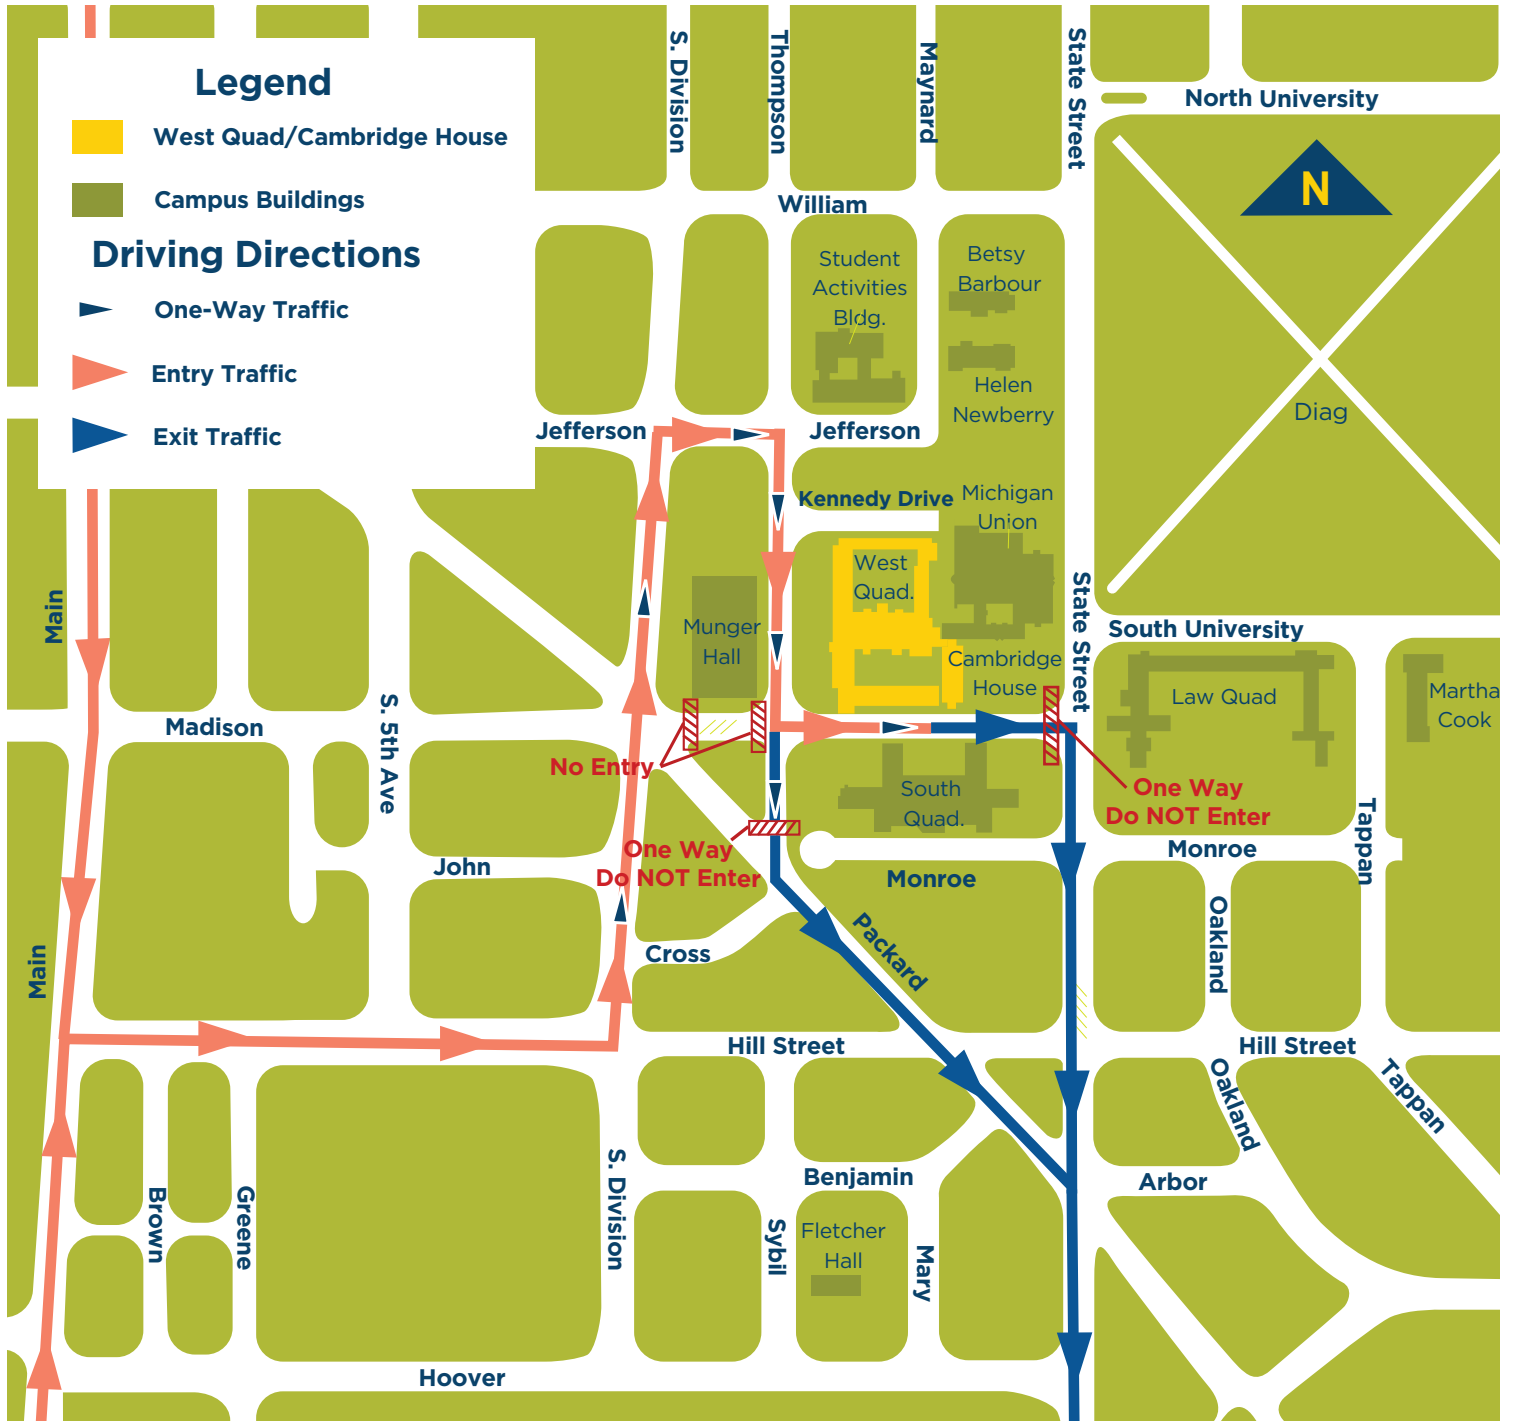 Legend
West Quad/Cambridge House
Campus Buildings
Driving Directions
One-Way Traffic
Entry Traffic
Exit Traffic
S. Division
Thompson
Maynard
State Street
North University
N
William
Student
Activities
Bldg.
Betsy
Barbour
Helen
Newberry
Diag
Jefferson
Jefferson
Kennedy Drive
Michigan
Union
West
Quad.
Main
Munger
Hall
State Street
South University
Cambridge
House
Law Quad
Martha
Cook
Madison
S. 5th Ave
No Entry
South
Quad.
One Way
Do NOT Enter
Tappan
One Way
Do NOT Enter
John
Monroe
Monroe
Main
Cross
Packard
Oakland
Hill Street
Hill Street
Oakland
Tappan
Brown
Greene
S. Division
Benjamin
Arbor
Sybil
Fletcher
Hall
Mary
Hoover